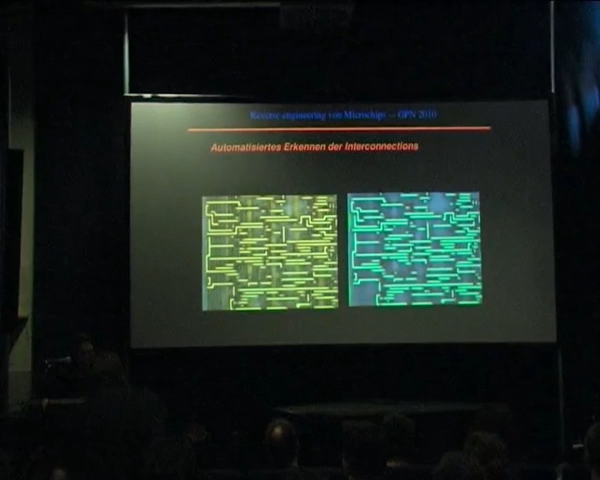 Reverse engineering von Microchips — GPN 2010
Automatisiertes Erkennen der Interconnections